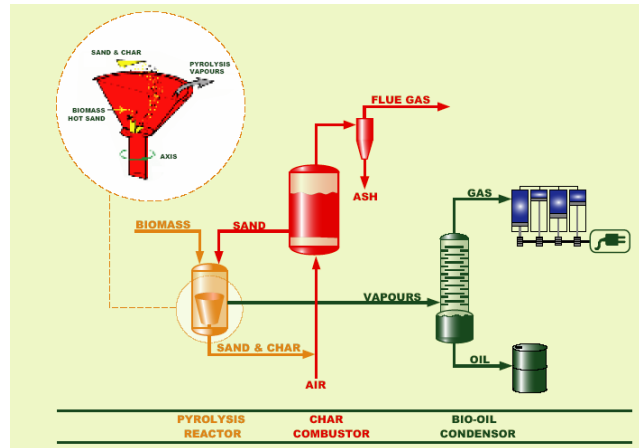 SAND & CHAR
PYROLYSIS
VAPOURS
BIOMASS
HOT SAND
AXIS
FLUE GAS
ASH
GAS
BIOMASS
SAND
VAPOURS
SAND & CHAR
OIL
AIR
PYROLYSIS
REACTOR
CHAR
COMBUSTOR
BIO-OIL
CONDENSOR